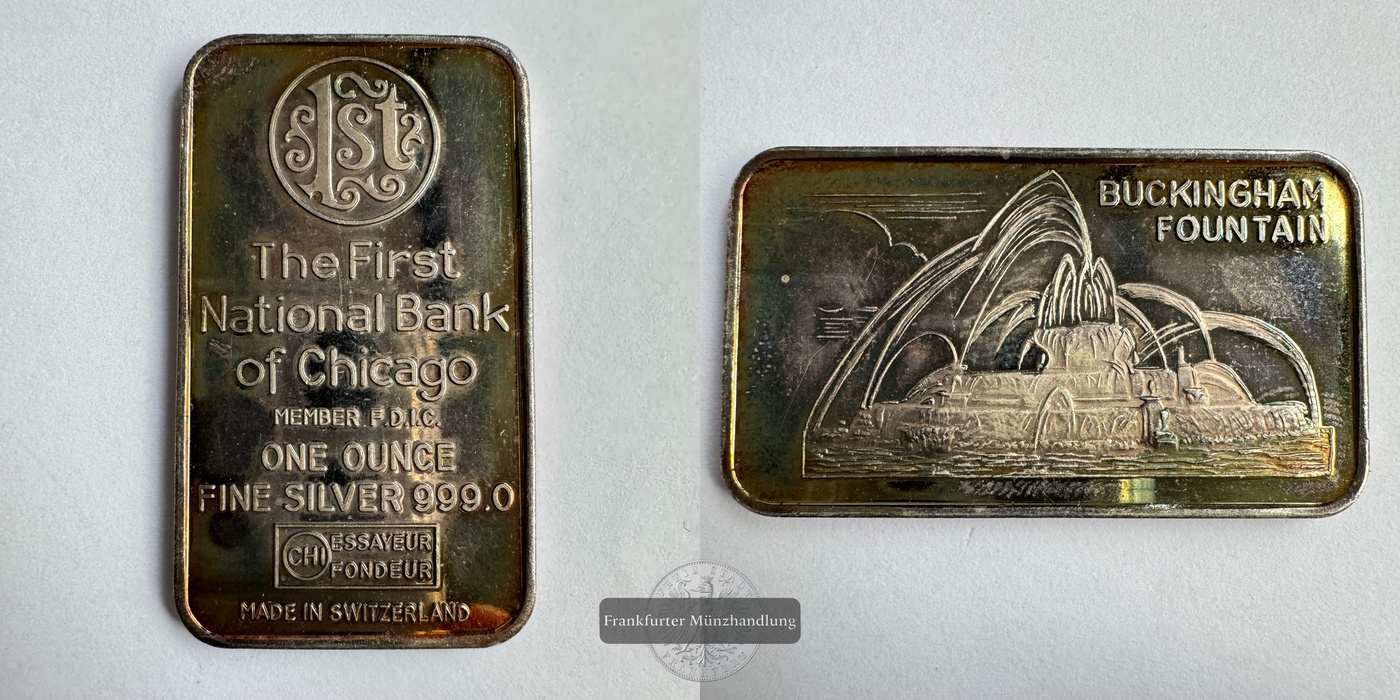 1st
The First
National Bank
of Chicago
MEMBER F.D.I.C.
ONE OUNCE
FINE SILVER 999.0
CHI ESSAYEUR
FONDEUR
MADE IN SWITZERLAND
BUCKINGHAM
FOUNTAIN
Frankfurter Münzhandlung